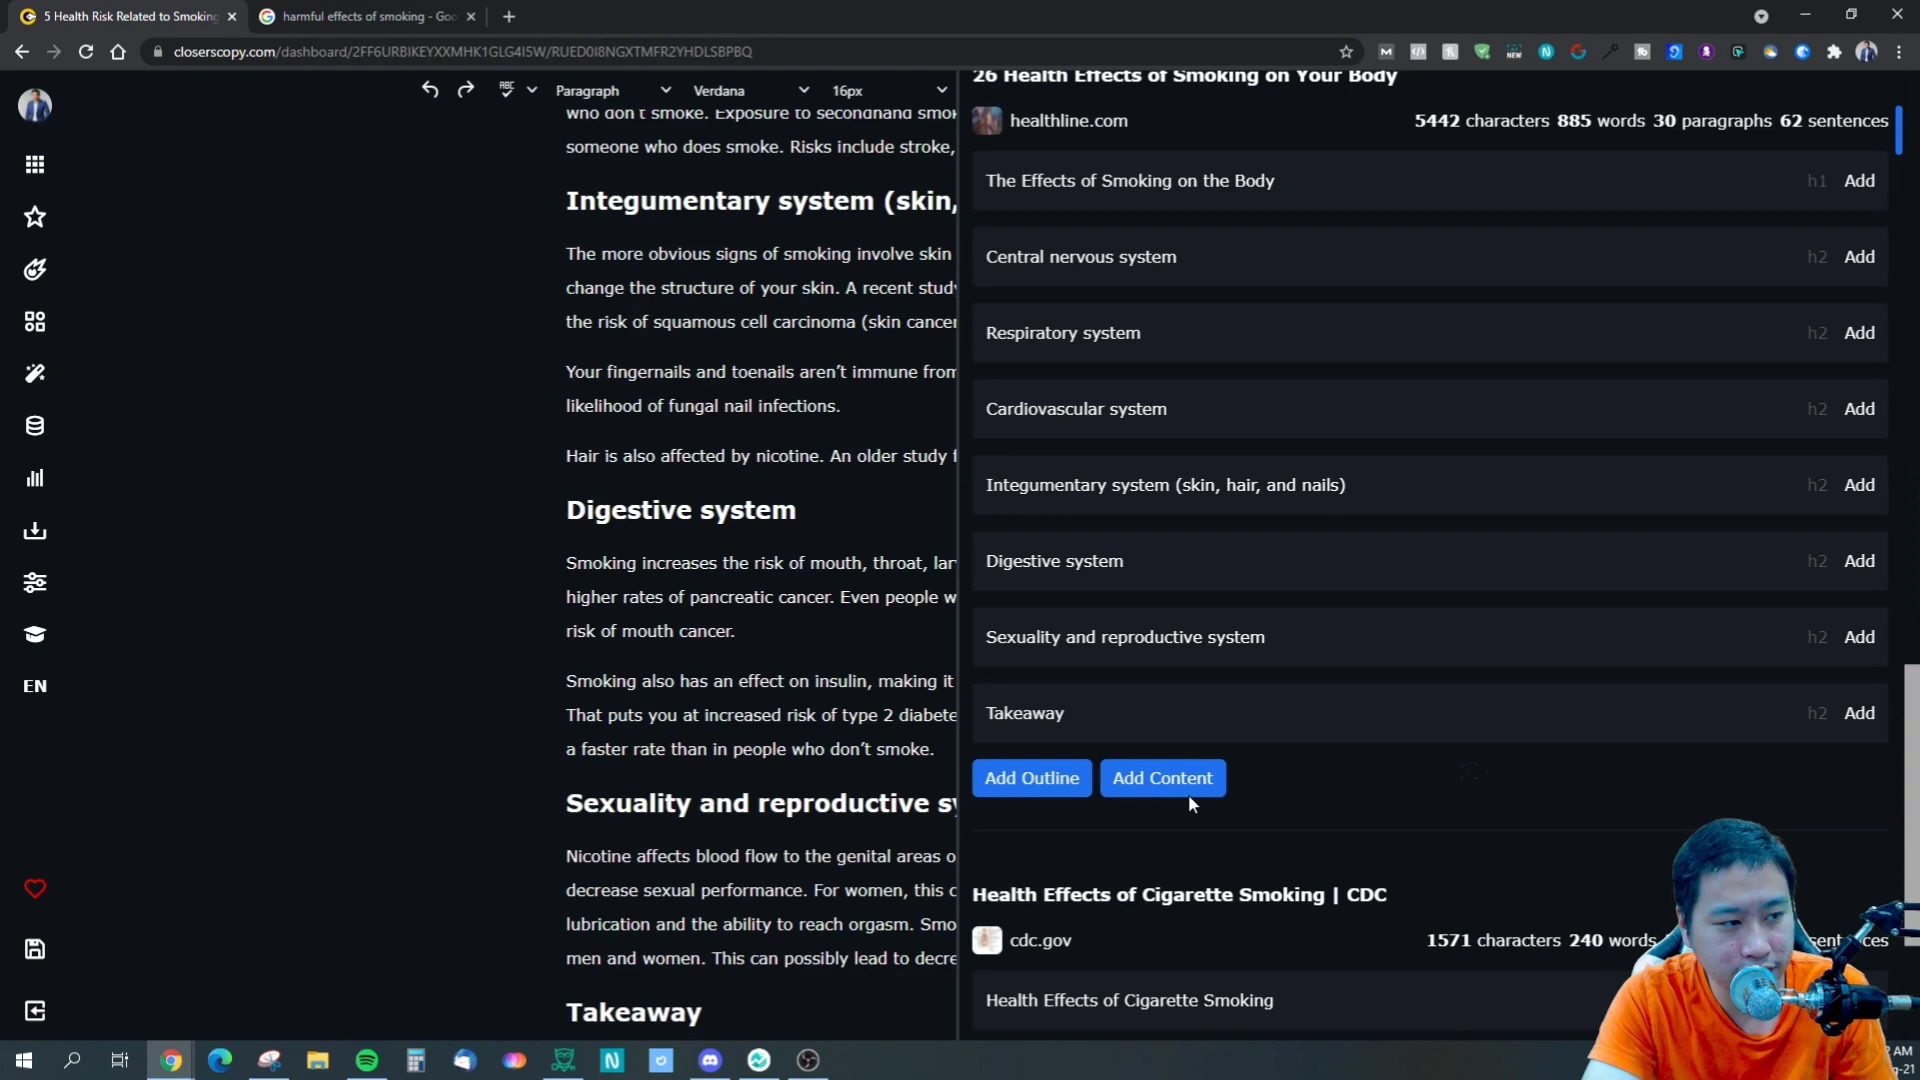 5 Health Risk Related to Smoking
harmful effects of smoking - Goo
closerscopy.com/dashboard/2FF6URBIKEYXXMHK1GLG4I5W/RUED0I8NGXTMFR2YHDLSBPBQ
Paragraph
Verdana
16px
who don't smoke. Exposure to secondhand smo
someone who does smoke. Risks include stroke,
Integumentary system (skin,
The more obvious signs of smoking involve skin
change the structure of your skin. A recent study
the risk of squamous cell carcinoma (skin cancer
Your fingernails and toenails aren’t immune from
likelihood of fungal nail infections.
Hair is also affected by nicotine. An older study f
Digestive system
Smoking increases the risk of mouth, throat, lar
higher rates of pancreatic cancer. Even people w
risk of mouth cancer.
Smoking also has an effect on insulin, making it
That puts you at increased risk of type 2 diabete
a faster rate than in people who don’t smoke.
Sexuality and reproductive sy
Nicotine affects blood flow to the genital areas o
decrease sexual performance. For women, this c
lubrication and the ability to reach orgasm. Smo
men and women. This can possibly lead to decre
Takeaway
EN
26 Health Effects of Smoking on Your Body
healthline.com
5442 characters 885 words 30 paragraphs 62 sentences
The Effects of Smoking on the Body h1 Add
Central nervous system h2 Add
Respiratory system h2 Add
Cardiovascular system h2 Add
Integumentary system (skin, hair, and nails) h2 Add
Digestive system h2 Add
Sexuality and reproductive system h2 Add
Takeaway h2 Add
Add Outline
Add Content
Health Effects of Cigarette Smoking | CDC
cdc.gov
1571 characters 240 words
Health Effects of Cigarette Smoking
AM